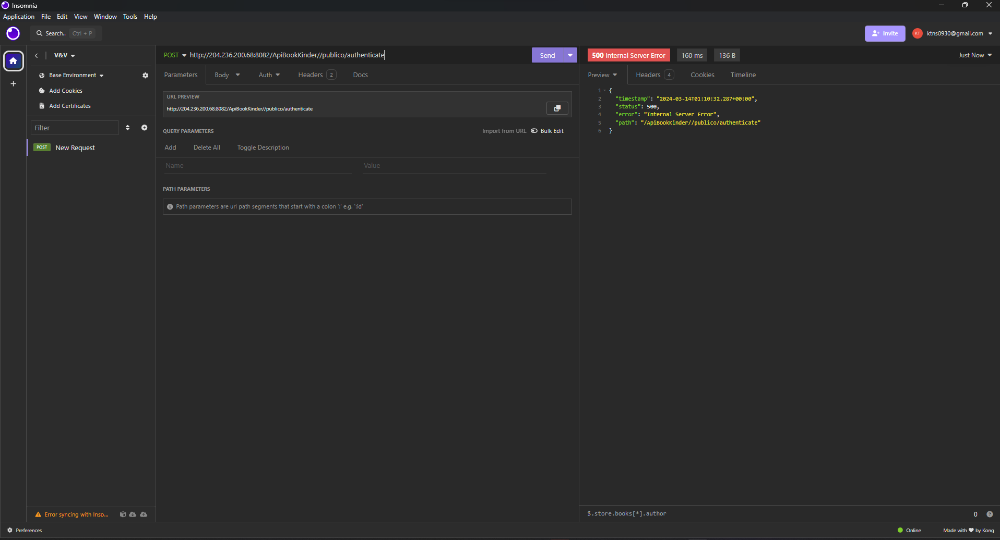 Insomnia
Application File Edit View Window Tools Help
Search.. Ctrl + P
Invite KT ktns0930@gmail.com
V&V
Base Environment
Add Cookies
Add Certificates
Filter
POST New Request
Error syncing with Inso...
POST http://204.236.200.68:8082/ApiBookKinder//publico/authenticate Send
Parameters Body Auth Headers 2 Docs
URL PREVIEW
http://204.236.200.68:8082/ApiBookKinder//publico/authenticate
QUERY PARAMETERS Import from URL Bulk Edit
Add Delete All Toggle Description
Name Value
PATH PARAMETERS
Path parameters are url path segments that start with a colon ':' e.g. ':id'
500 Internal Server Error 160 ms 136 B Just Now
Preview Headers 4 Cookies Timeline
1 {
2 "timestamp": "2024-03-14T01:10:32.287+00:00",
3 "status": 500,
4 "error": "Internal Server Error",
5 "path": "/ApiBookKinder//publico/authenticate"
6 }
$.store.books[*].author 0
Preferences Online Made with ❤ by Kong